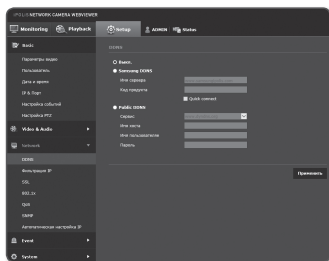 iPOLiS NETWORK CAMERA WEBVIEWER
Monitoring
Playback
Setup
ADMIN
Status
Basic
Параметры видео
Пользователь
Дата и время
IP & Порт
Настройка событий
Настройка PTZ
Video & Audio
Network
DDNS
Фильтрация IP
SSL
802.1x
QoS
SNMP
Автоматическая настройка IP
Event
System
DDNS
Выкл.
Samsung DDNS
Имя сервера
Код продукта
Quick connect
Public DDNS
Сервис
Имя хоста
Имя пользователя
Пароль
Применить